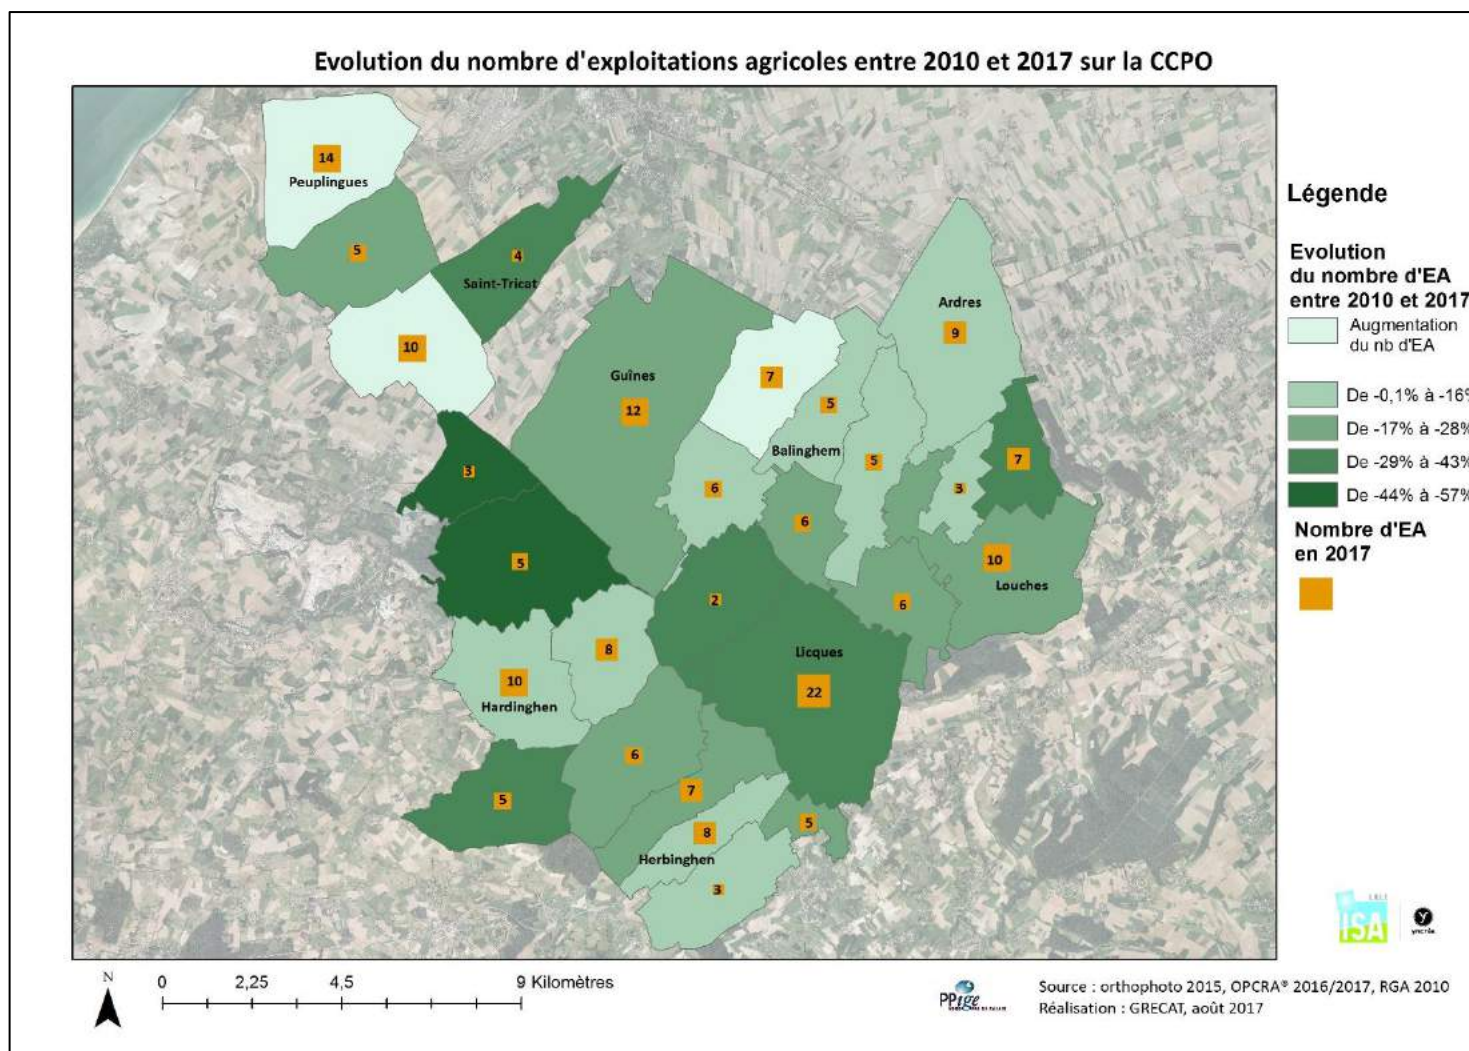 Evolution du nombre d'exploitations agricoles entre 2010 et 2017 sur la CCPO
14
Peuplingues
5
4
Saint-Tricat
10
Ardres
9
Guînes
12
7
5
Balinghem
5
7
3
6
3
6
5
10
Louches
2
6
8
Licques
22
10
Hardinghen
6
7
5
5
8
Herbinghen
3
Légende
Evolution
du nombre d'EA
entre 2010 et 2017
Augmentation
du nb d'EA
De -0,1% à -16%
De -17% à -28%
De -29% à -43%
De -44% à -57%
Nombre d'EA
en 2017
ISA
yncréa
N
0 2,25 4,5 9 Kilomètres
PPige
Source : orthophoto 2015, OPCRA® 2016/2017, RGA 2010
Réalisation : GRECAT, août 2017